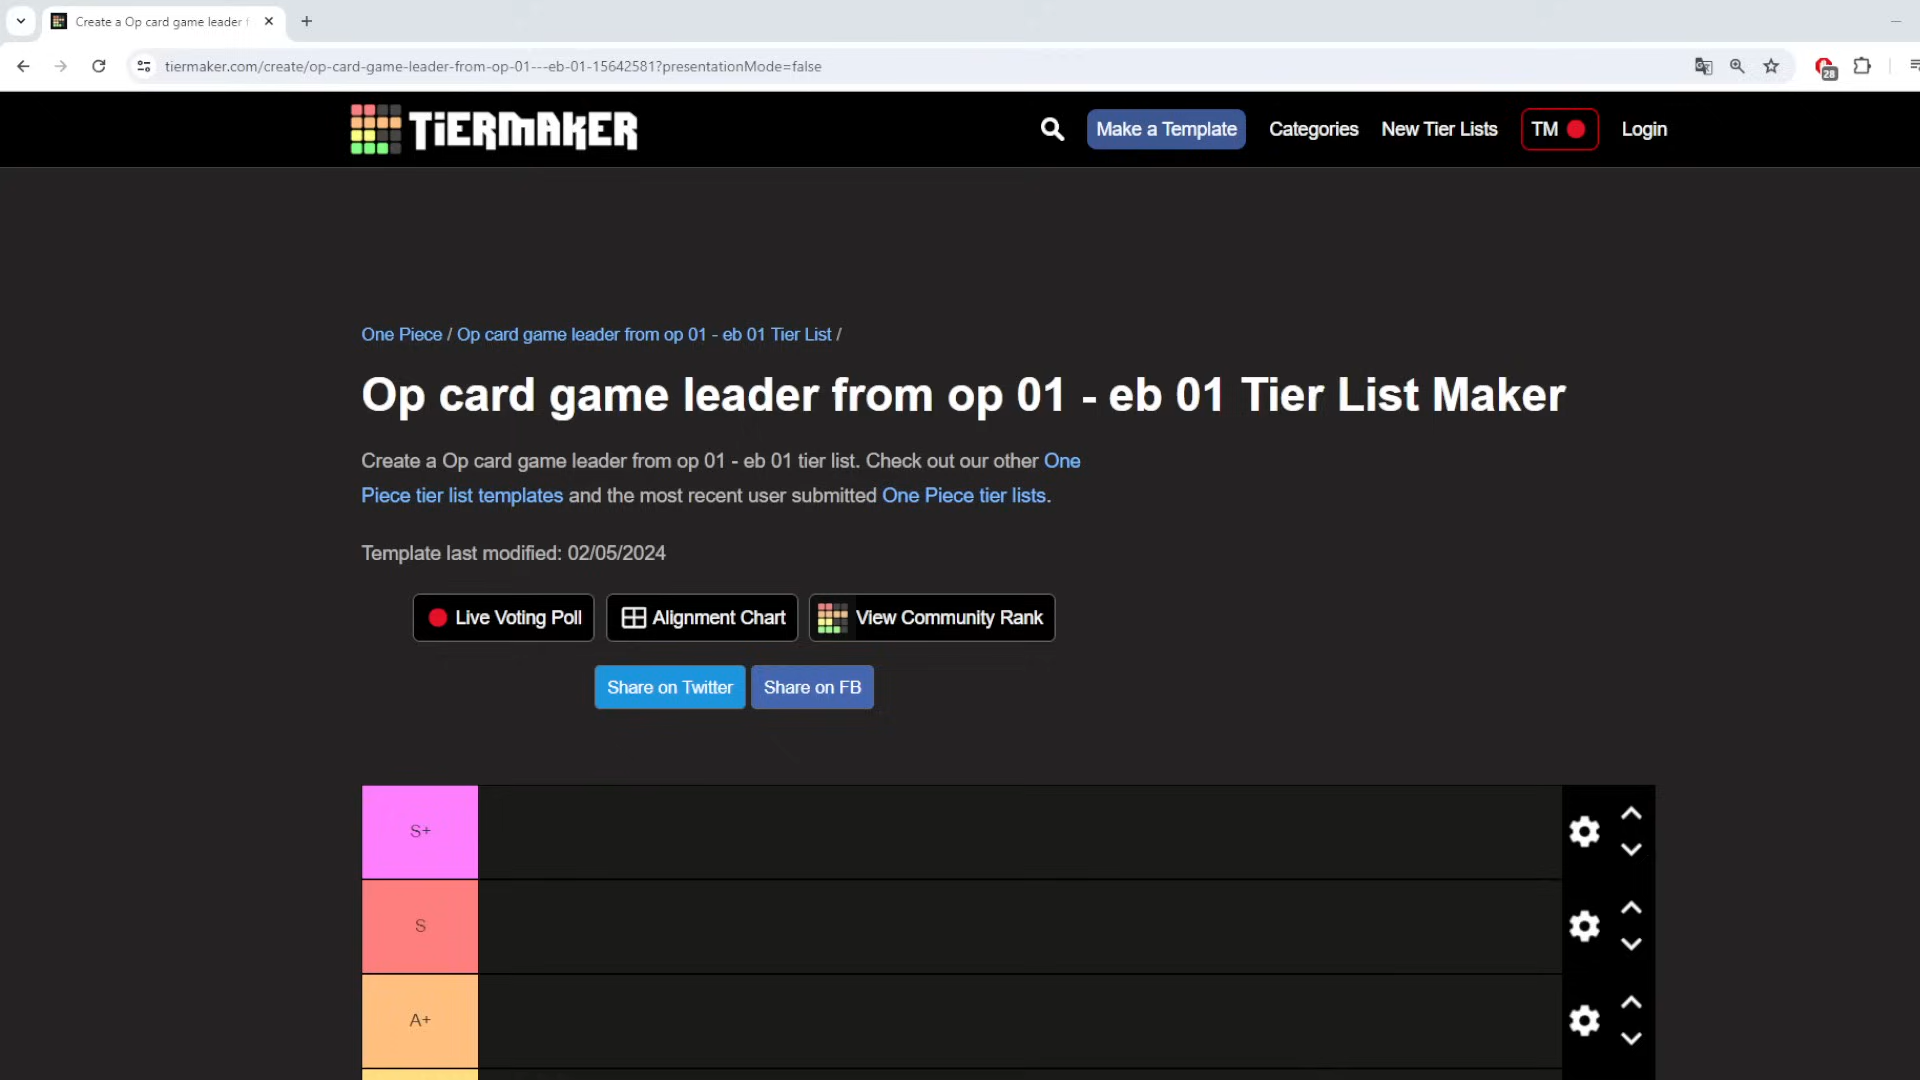 Create a Op card game leader f
tiermaker.com/create/op-card-game-leader-from-op-01---eb-01-15642581?presentationMode=false
28
TiERMAKER
Make a Template
Categories
New Tier Lists
TM
Login
One Piece / Op card game leader from op 01 - eb 01 Tier List /
Op card game leader from op 01 - eb 01 Tier List Maker
Create a Op card game leader from op 01 - eb 01 tier list. Check out our other One
Piece tier list templates and the most recent user submitted One Piece tier lists.
Template last modified: 02/05/2024
Live Voting Poll
Alignment Chart
View Community Rank
Share on Twitter
Share on FB
S+
S
A+